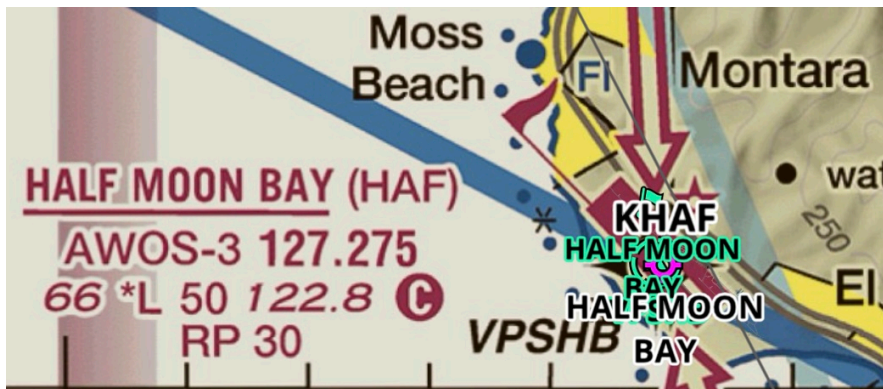 Moss
Beach
Fl
Montara
HALF MOON BAY (HAF)
AWOS-3 127.275
66 *L 50 122.8 C
RP 30
wat
250
KHAF
HALF MOON
BAY
HALF MOON
BAY
VPSHB
El